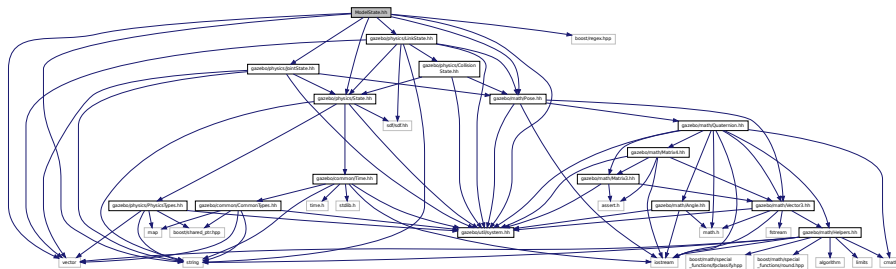 ModelState.hh
gazebo/physics/LinkState.hh
boost/regex.hpp
gazebo/physics/JointState.hh
gazebo/physics/Collision
State.hh
gazebo/physics/State.hh
gazebo/math/Pose.hh
sdf/sdf.hh
gazebo/math/Quaternion.hh
gazebo/math/Matrix4.hh
gazebo/common/Time.hh
gazebo/math/Matrix3.hh
gazebo/physics/PhysicsTypes.hh
gazebo/common/CommonTypes.hh
time.h
stdlib.h
assert.h
gazebo/math/Angle.hh
gazebo/math/Vector3.hh
map
boost/shared_ptr.hpp
gazebo/util/system.hh
math.h
fstream
gazebo/math/Helpers.hh
vector
string
iostream
boost/math/special
_functions/fpclassify.hpp
boost/math/special
_functions/round.hpp
algorithm
limits
cmath